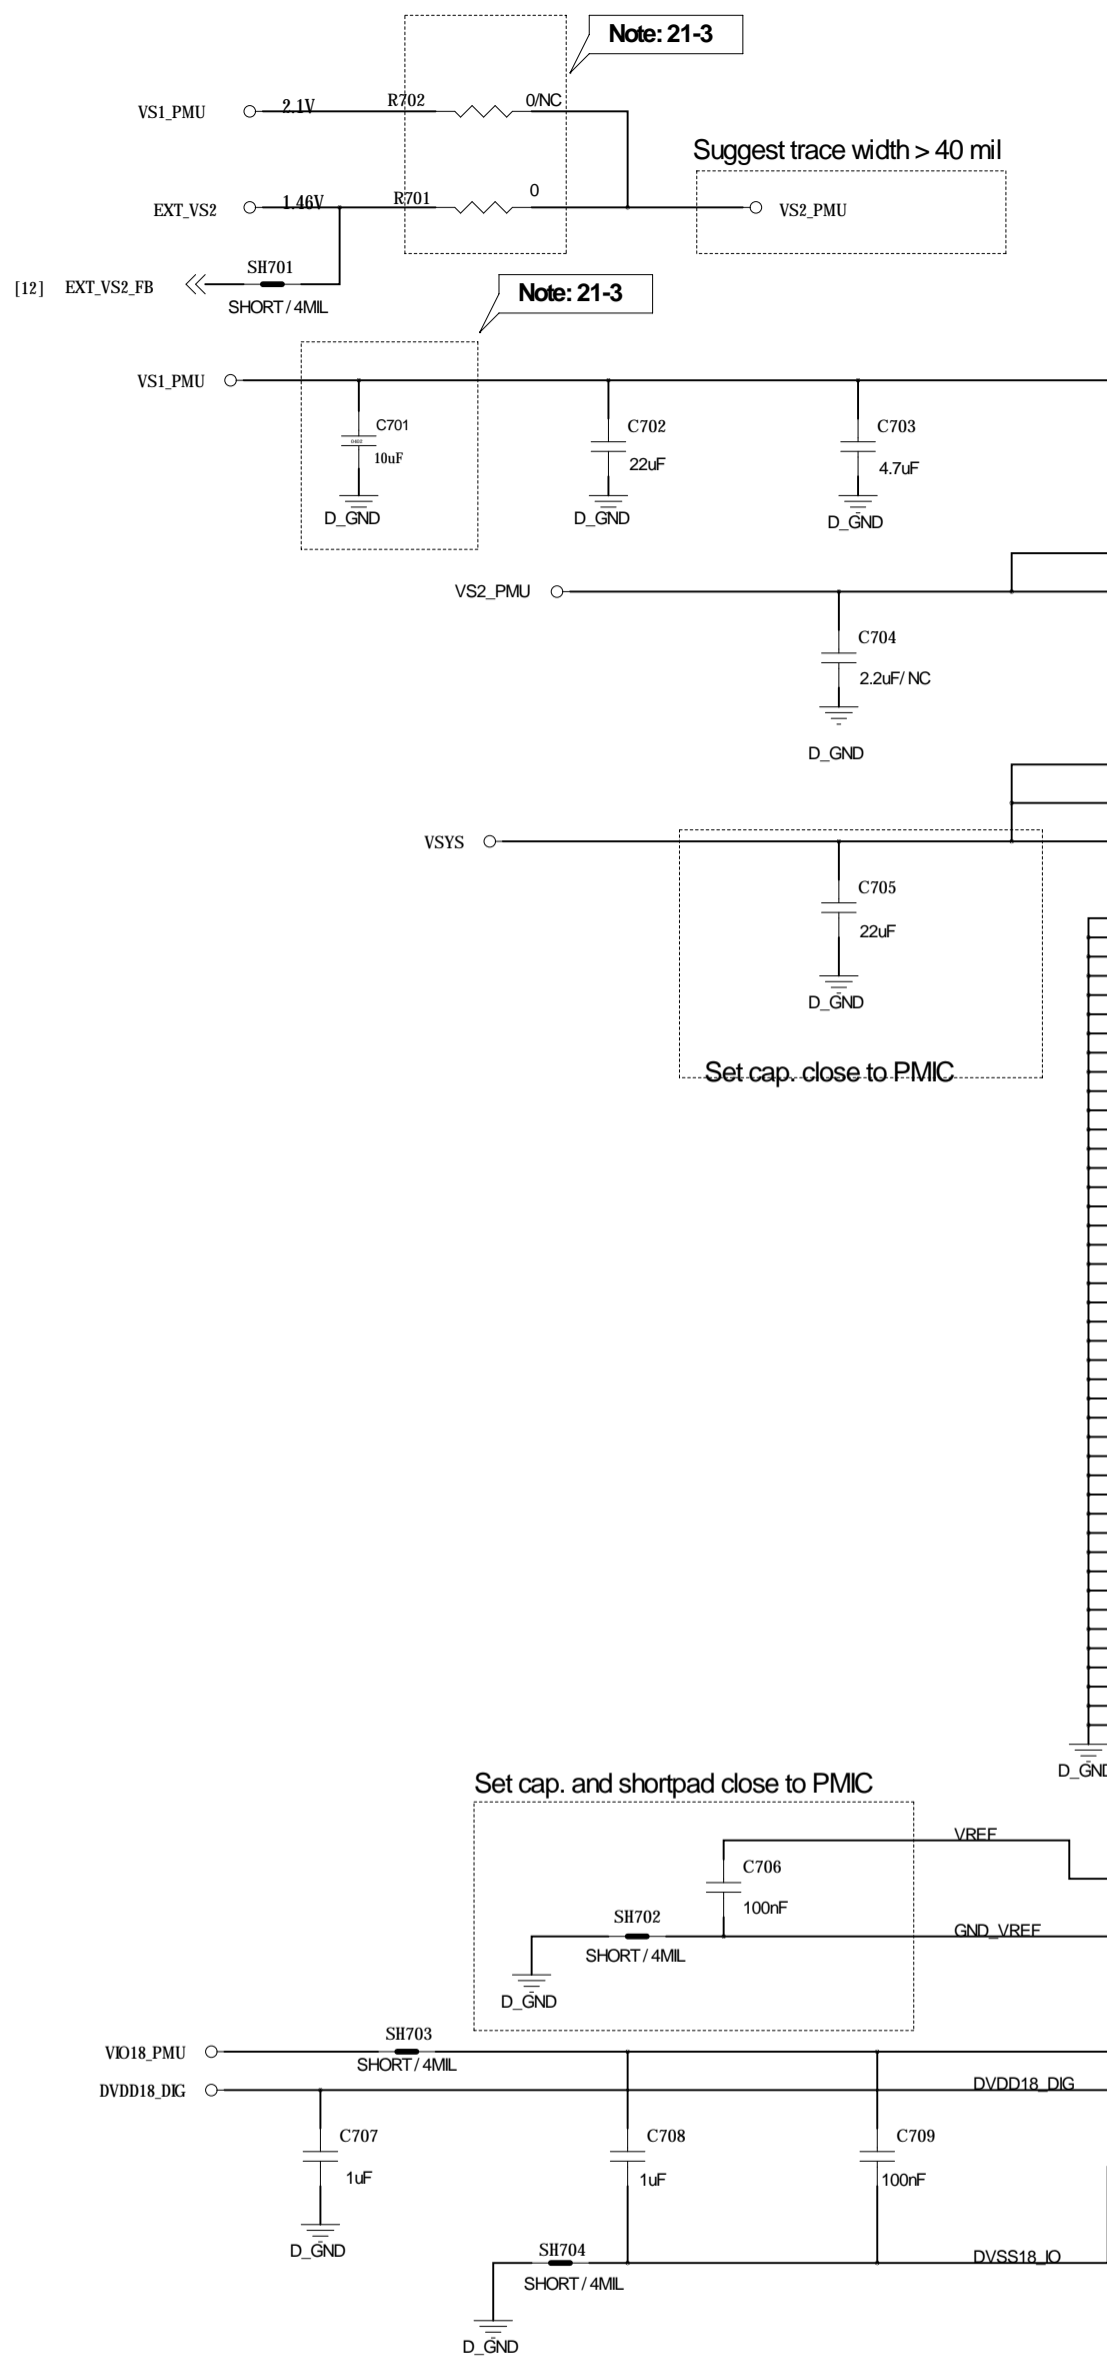 Note: 21-3
VS1_PMU
2.1V
R702
0/NC
Suggest trace width > 40 mil
EXT_VS2
1.46V
R701
0
VS2_PMU
[12]
EXT_VS2_FB
SH701
SHORT / 4MIL
Note: 21-3
VS1_PMU
C701
0402
10uF
D_GND
C702
22uF
D_GND
C703
4.7uF
D_GND
VS2_PMU
C704
2.2uF/ NC
D_GND
VSYS
C705
22uF
D_GND
Set cap. close to PMIC
D_GND
Set cap. and shortpad close to PMIC
VREF
C706
100nF
SH702
SHORT / 4MIL
GND_VREF
D_GND
VIO18_PMU
SH703
SHORT / 4MIL
DVDD18_DIG
DVDD18_DIG
C707
1uF
D_GND
C708
1uF
C709
100nF
SH704
SHORT / 4MIL
DVSS18_IO
D_GND